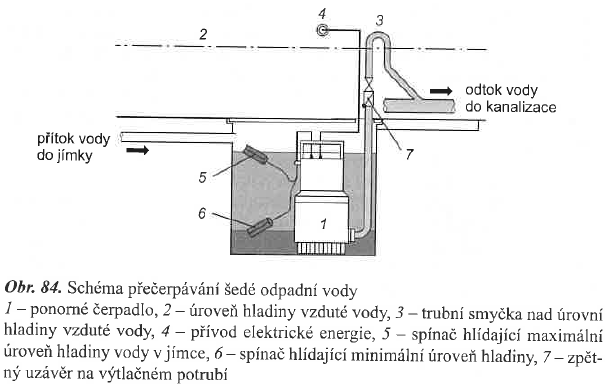 2
4
3
odtok vody
do kanalizace
přítok vody
do jímky
7
5
6
1
Obr. 84. Schéma přečerpávání šedé odpadní vody
1 – ponorné čerpadlo, 2 – úroveň hladiny vzduté vody, 3 – trubní smyčka nad úrovní
hladiny vzduté vody, 4 – přívod elektrické energie, 5 – spínač hlídající maximální
úroveň hladiny vody v jímce, 6 – spínač hlídající minimální úroveň hladiny, 7 – zpět-
ný uzávěr na výtlačném potrubí